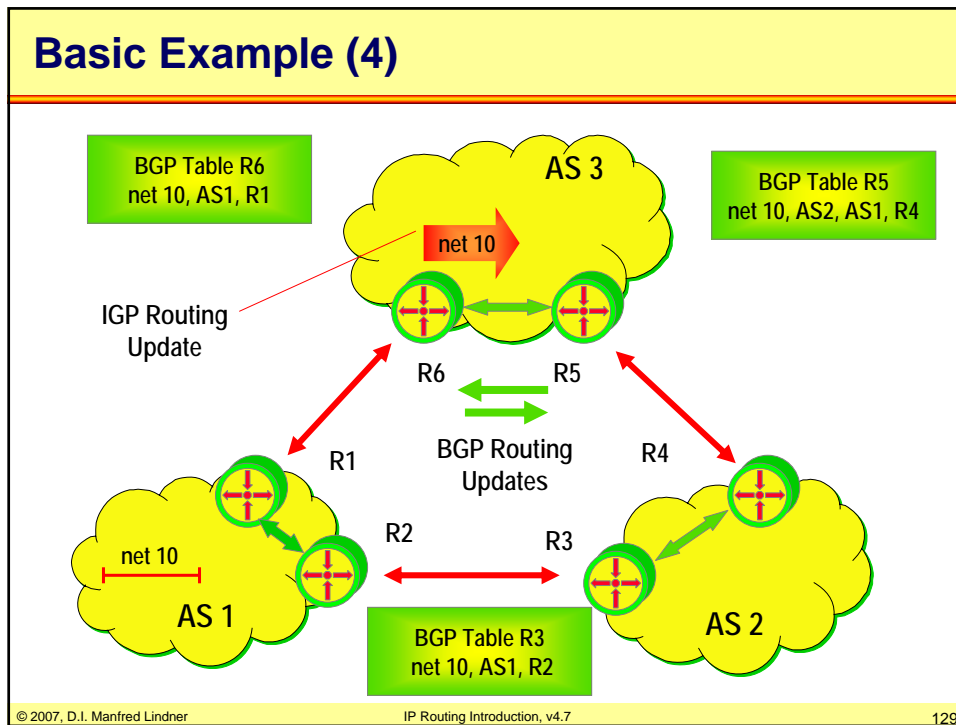 Basic Example (4)
BGP Table R6
net 10, AS1, R1
AS 3
BGP Table R5
net 10, AS2, AS1, R4
net 10
IGP Routing
Update
R6
R5
BGP Routing
Updates
R1
R4
R2
R3
net 10
AS 1
AS 2
BGP Table R3
net 10, AS1, R2
© 2007, D.I. Manfred Lindner
IP Routing Introduction, v4.7
129